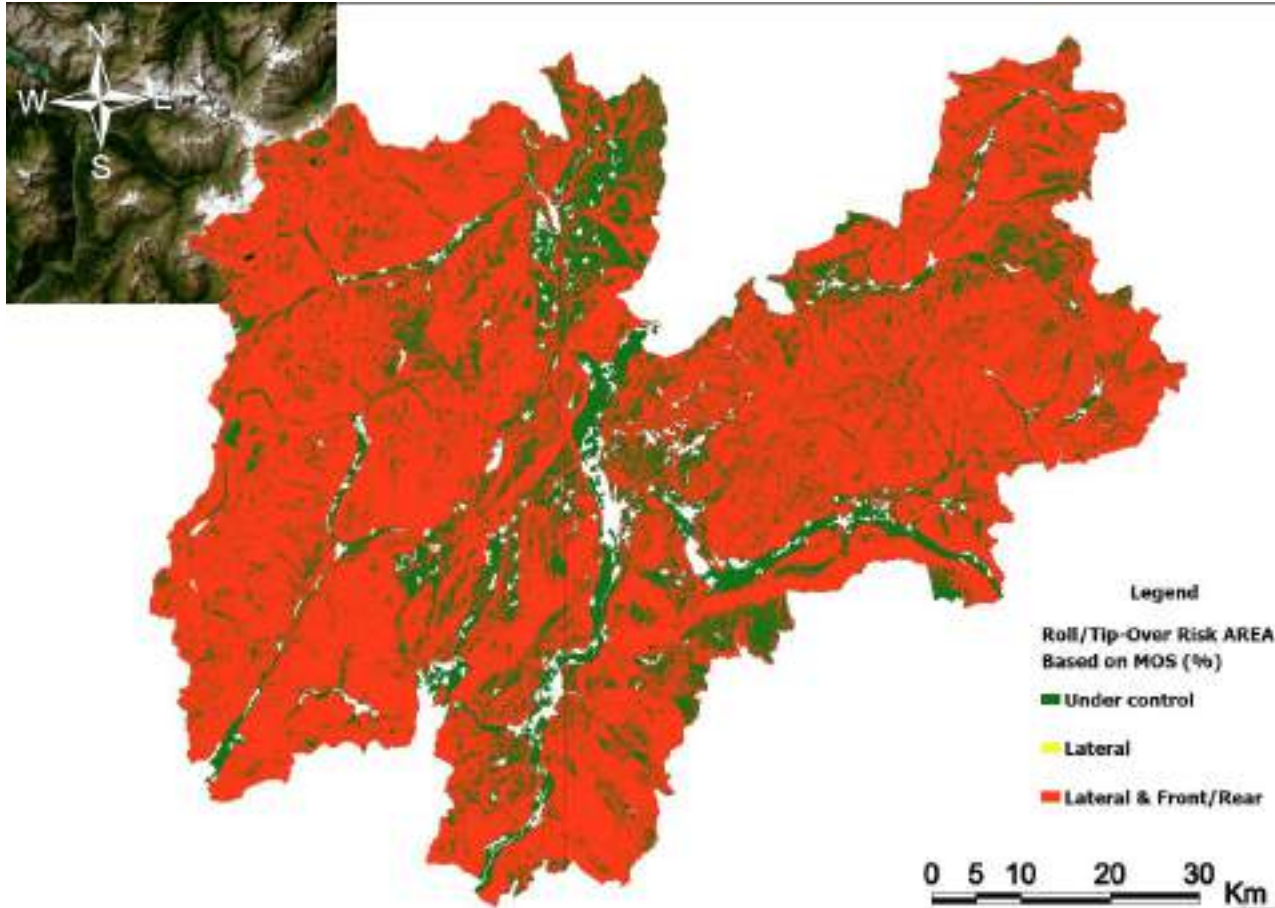 N
W E
S
Legend
Roll/Tip-Over Risk AREA
Based on MOS (%)
Under control
Lateral
Lateral & Front/Rear
0 5 10 20 30 Km